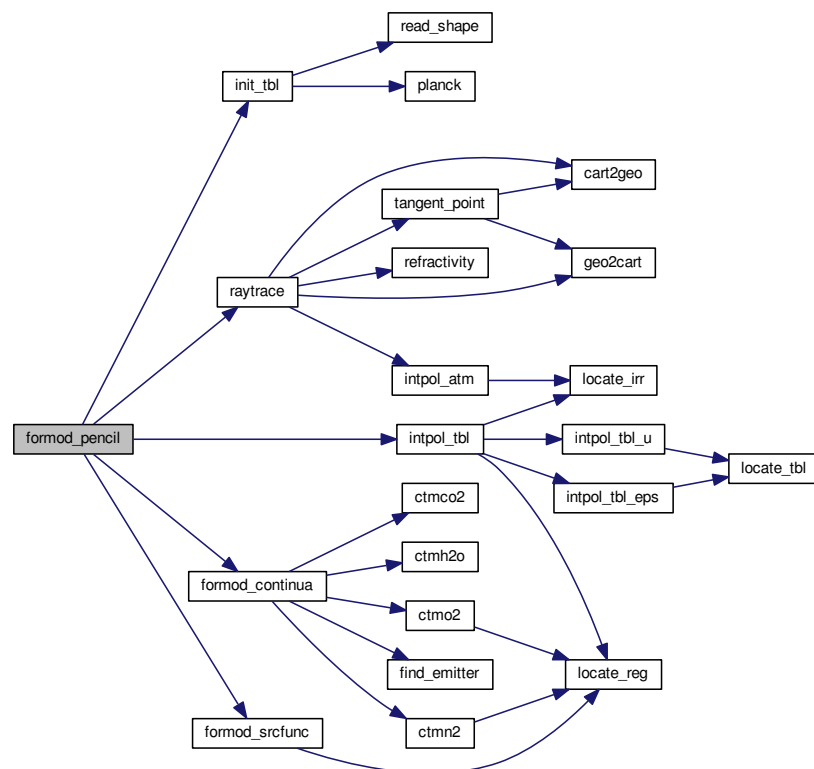 read_shape
init_tbl
planck
cart2geo
tangent_point
refractivity
geo2cart
raytrace
intpol_atm
locate_irr
formod_pencil
intpol_tbl
intpol_tbl_u
locate_tbl
intpol_tbl_eps
ctmco2
ctmh2o
formod_continua
ctmo2
find_emitter
locate_reg
formod_srcfunc
ctmn2